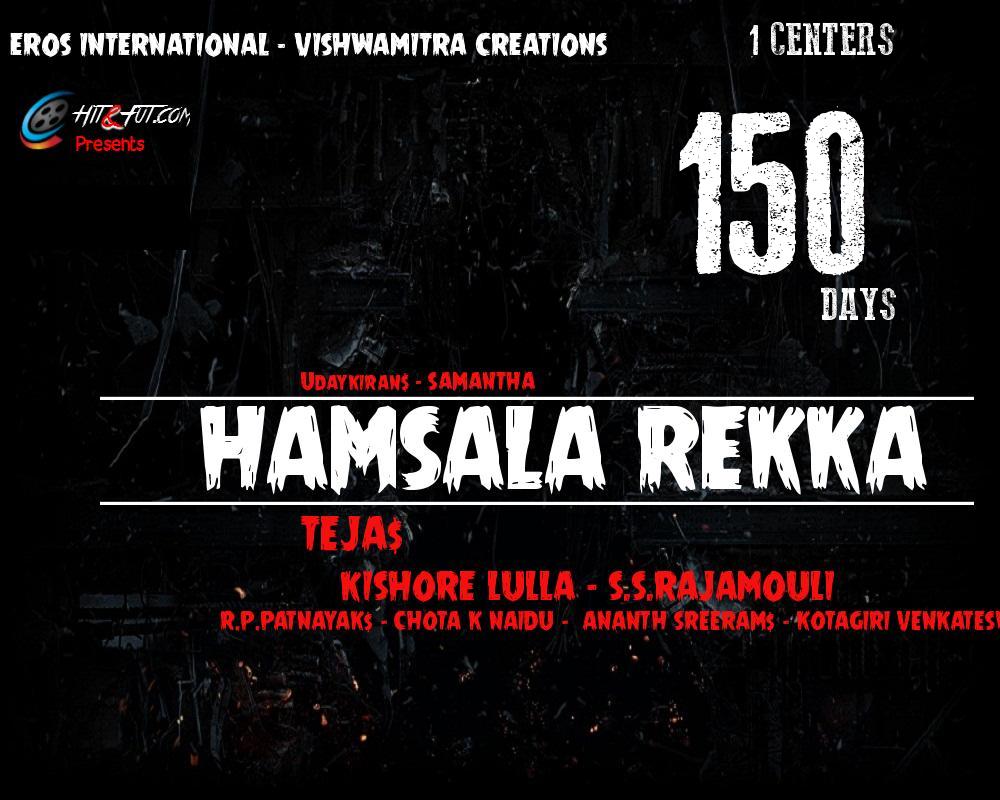 EROS INTERNATIONAL - VISHWAMITRA CREATIONS
1 CENTERS
HIT&FUT.COM
Presents
150
DAYS
UDAYKIRAN$ - SAMANTHA
HAMSALA REKKA
TEJA$
KISHORE LULLA - S.S.RAJAMOULI
R.P.PATNAYAK$ - CHOTA K NAIDU - ANANTH SREERAM$ - KOTAGIRI